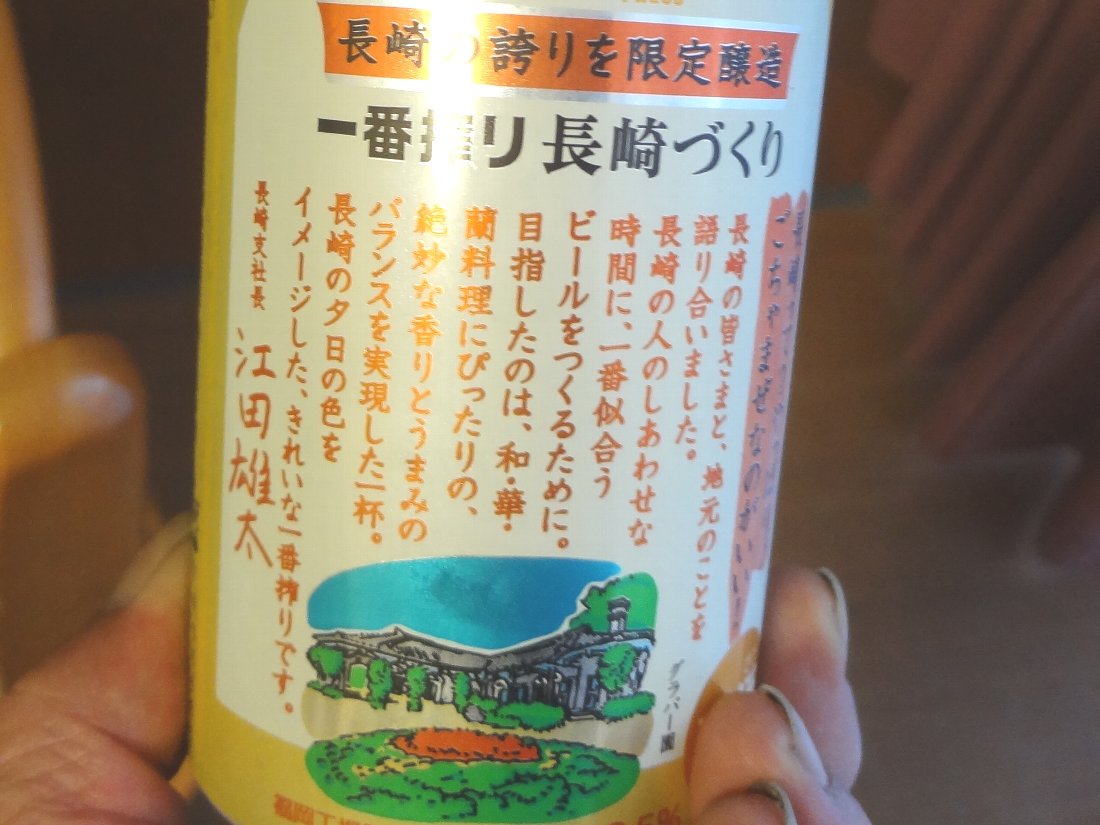 長崎の誇りを限定醸造
一番搾り 長崎づくり
長崎の皆さまと、地元のことを
語り合いました。
長崎の人のしあわせな
時間に、一番似合う
ビールをつくるために。
目指したのは、和・華・
蘭料理にぴったりの、
絶妙な香りとうまみの
バランスを実現した一杯。
長崎の夕日の色を
イメージした、きれいな一番搾りです。
長崎支社長 江田雄太
グラバー園